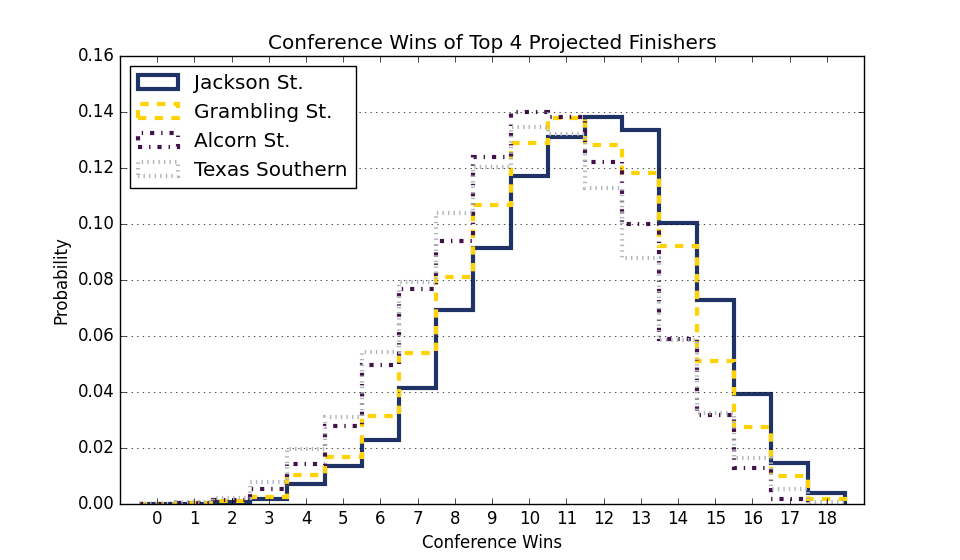 Conference Wins of Top 4 Projected Finishers
0.16
0.14
0.12
0.10
0.08
0.06
0.04
0.02
0.00
Probability
Jackson St.
Grambling St.
Alcorn St.
Texas Southern
0 1 2 3 4 5 6 7 8 9 10 11 12 13 14 15 16 17 18
Conference Wins